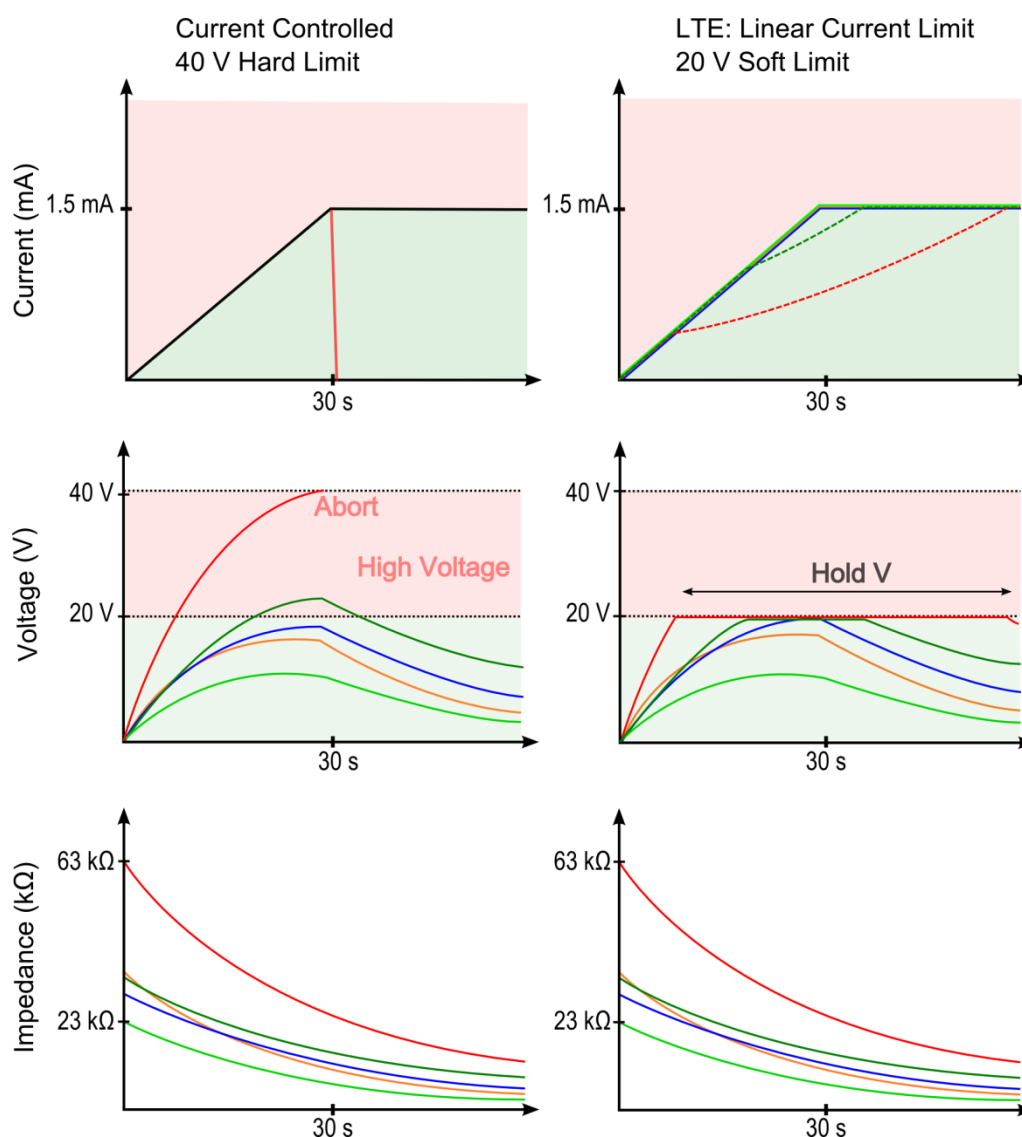 Current Controlled
40 V Hard Limit
LTE: Linear Current Limit
20 V Soft Limit
Current (mA)
1.5 mA
30 s
1.5 mA
30 s
Voltage (V)
40 V
Abort
High Voltage
20 V
30 s
40 V
Hold V
20 V
30 s
Impedance (kΩ)
63 kΩ
23 kΩ
30 s
63 kΩ
23 kΩ
30 s